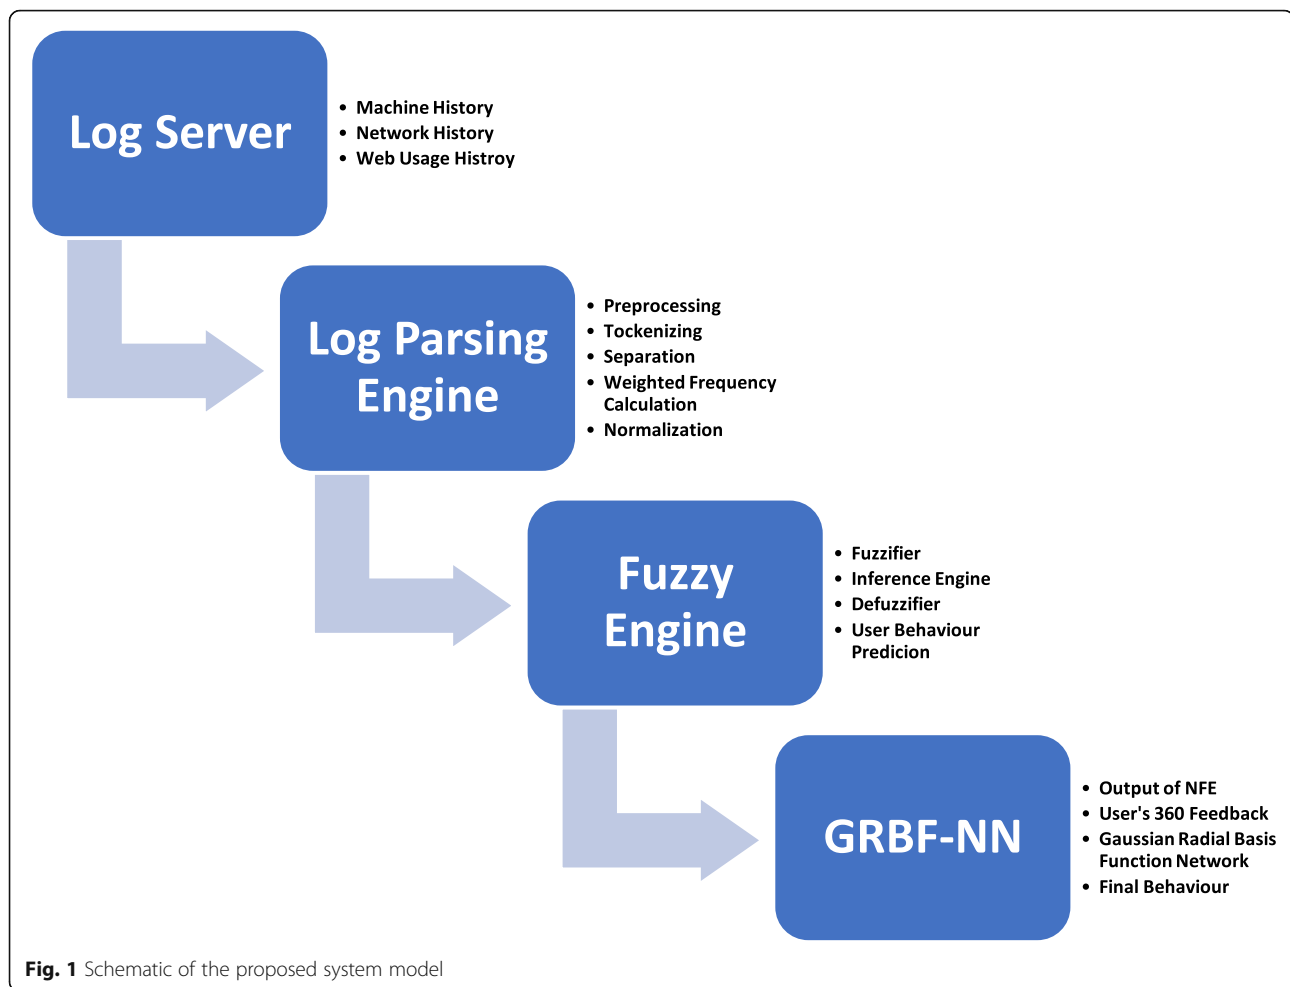 Log Server
• Machine History
• Network History
• Web Usage Histroy
Log Parsing
Engine
• Preprocessing
• Tockenizing
• Separation
• Weighted Frequency
Calculation
• Normalization
Fuzzy
Engine
• Fuzzifier
• Inference Engine
• Defuzzifier
• User Behaviour
Predicion
GRBF-NN
• Output of NFE
• User's 360 Feedback
• Gaussian Radial Basis
Function Network
• Final Behaviour
Fig. 1 Schematic of the proposed system model